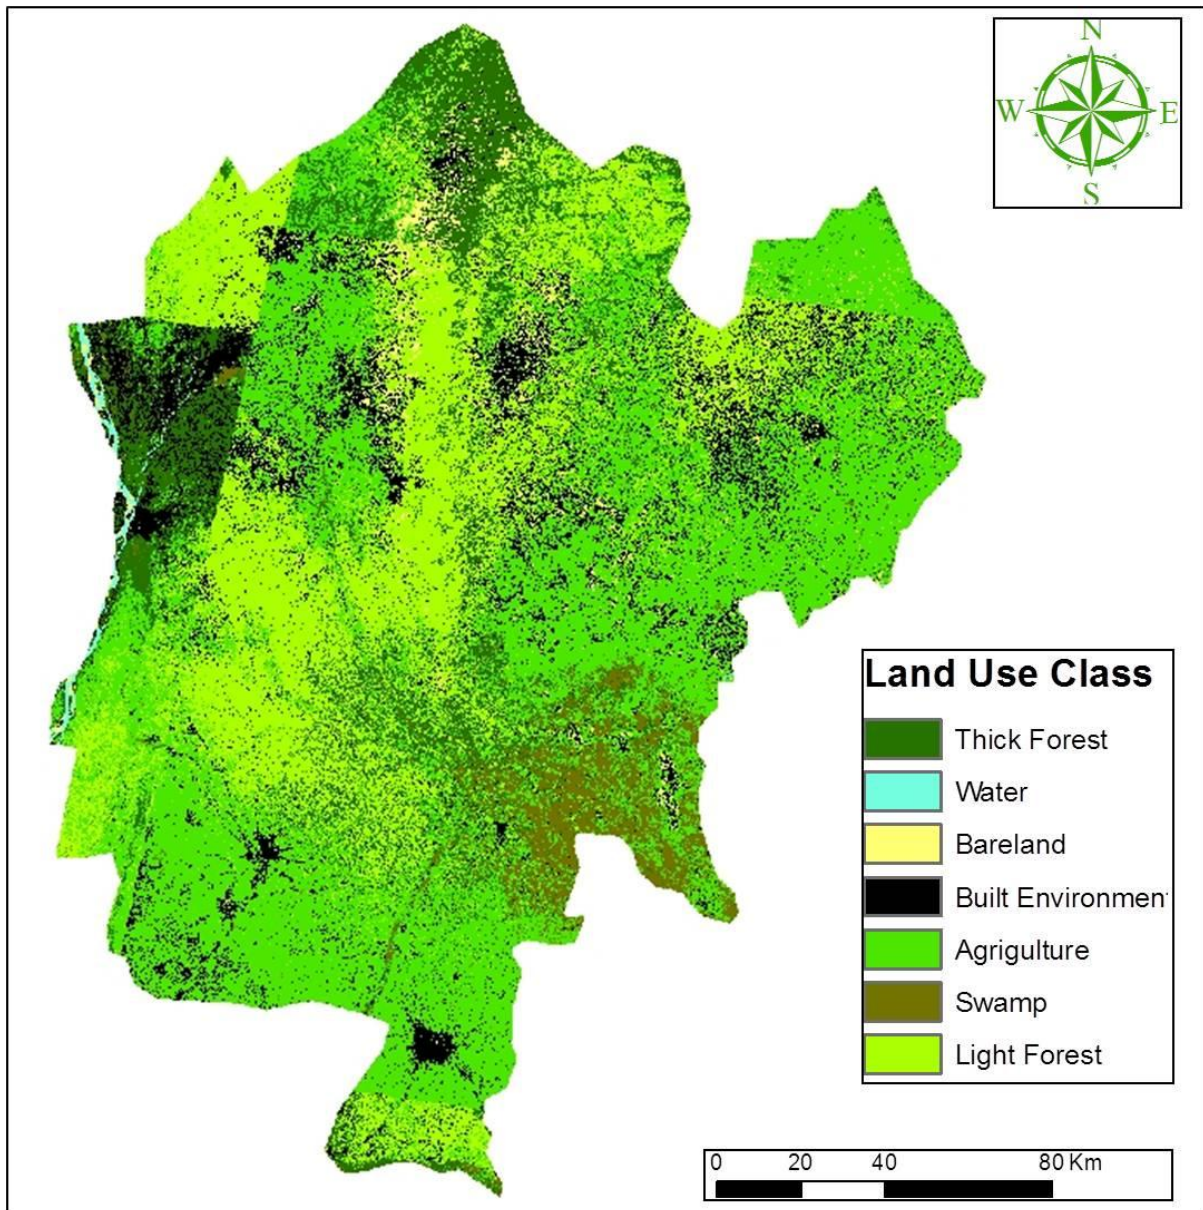 N
W E
S
Land Use Class
Thick Forest
Water
Bareland
Built Environmen
Agrigulture
Swamp
Light Forest
0 20 40 80 Km